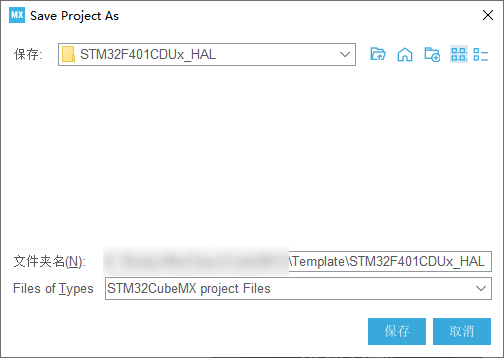 MX Save Project As
保存: STM32F401CDUx_HAL
文件夹名(N): \Template\STM32F401CDUx_HAL
Files of Types STM32CubeMX project Files
保存 取消